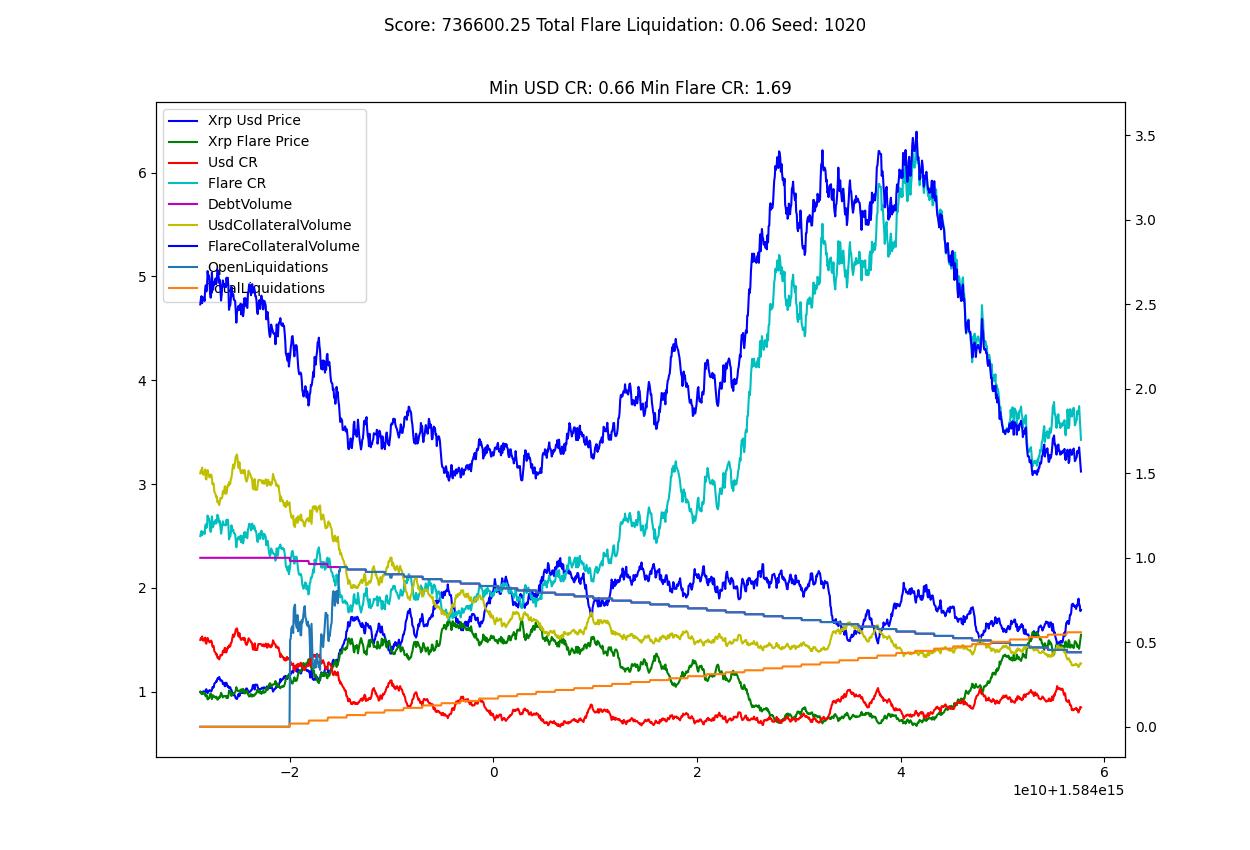 Score: 736600.25 Total Flare Liquidation: 0.06 Seed: 1020
Min USD CR: 0.66 Min Flare CR: 1.69
Xrp Usd Price
Xrp Flare Price
Usd CR
Flare CR
DebtVolume
UsdCollateralVolume
FlareCollateralVolume
OpenLiquidations
TotalLiquidations
6
5
4
3
2
1
3.5
3.0
2.5
2.0
1.5
1.0
0.5
0.0
−2
0
2
4
6
1e10+1.584e15